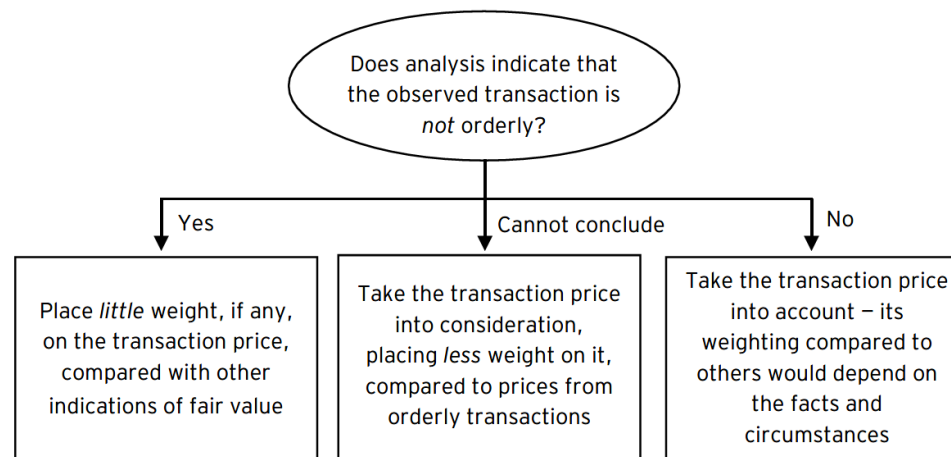 Does analysis indicate that
the observed transaction is
not orderly?
Yes
Cannot conclude
No
Place little weight, if any,
on the transaction price,
compared with other
indications of fair value
Take the transaction price
into consideration,
placing less weight on it,
compared to prices from
orderly transactions
Take the transaction price
into account – its
weighting compared to
others would depend on
the facts and
circumstances